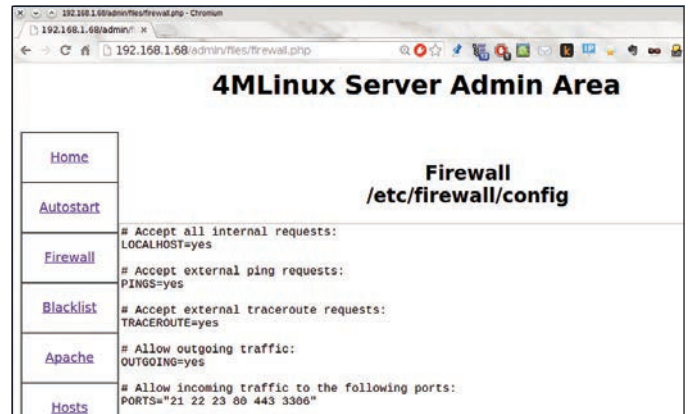 192.168.1.68/admin/files/firewall.php - Chromium
192.168.1.68/admin/f
192.168.1.68/admin/files/firewall.php
4MLinux Server Admin Area
Home
Autostart
Firewall
Blacklist
Apache
Hosts
Firewall
/etc/firewall/config
# Accept all internal requests:
LOCALHOST=yes
# Accept external ping requests:
PINGS=yes
# Accept external traceroute requests:
TRACEROUTE=yes
# Allow outgoing traffic:
OUTGOING=yes
# Allow incoming traffic to the following ports:
PORTS="21 22 23 80 443 3306"